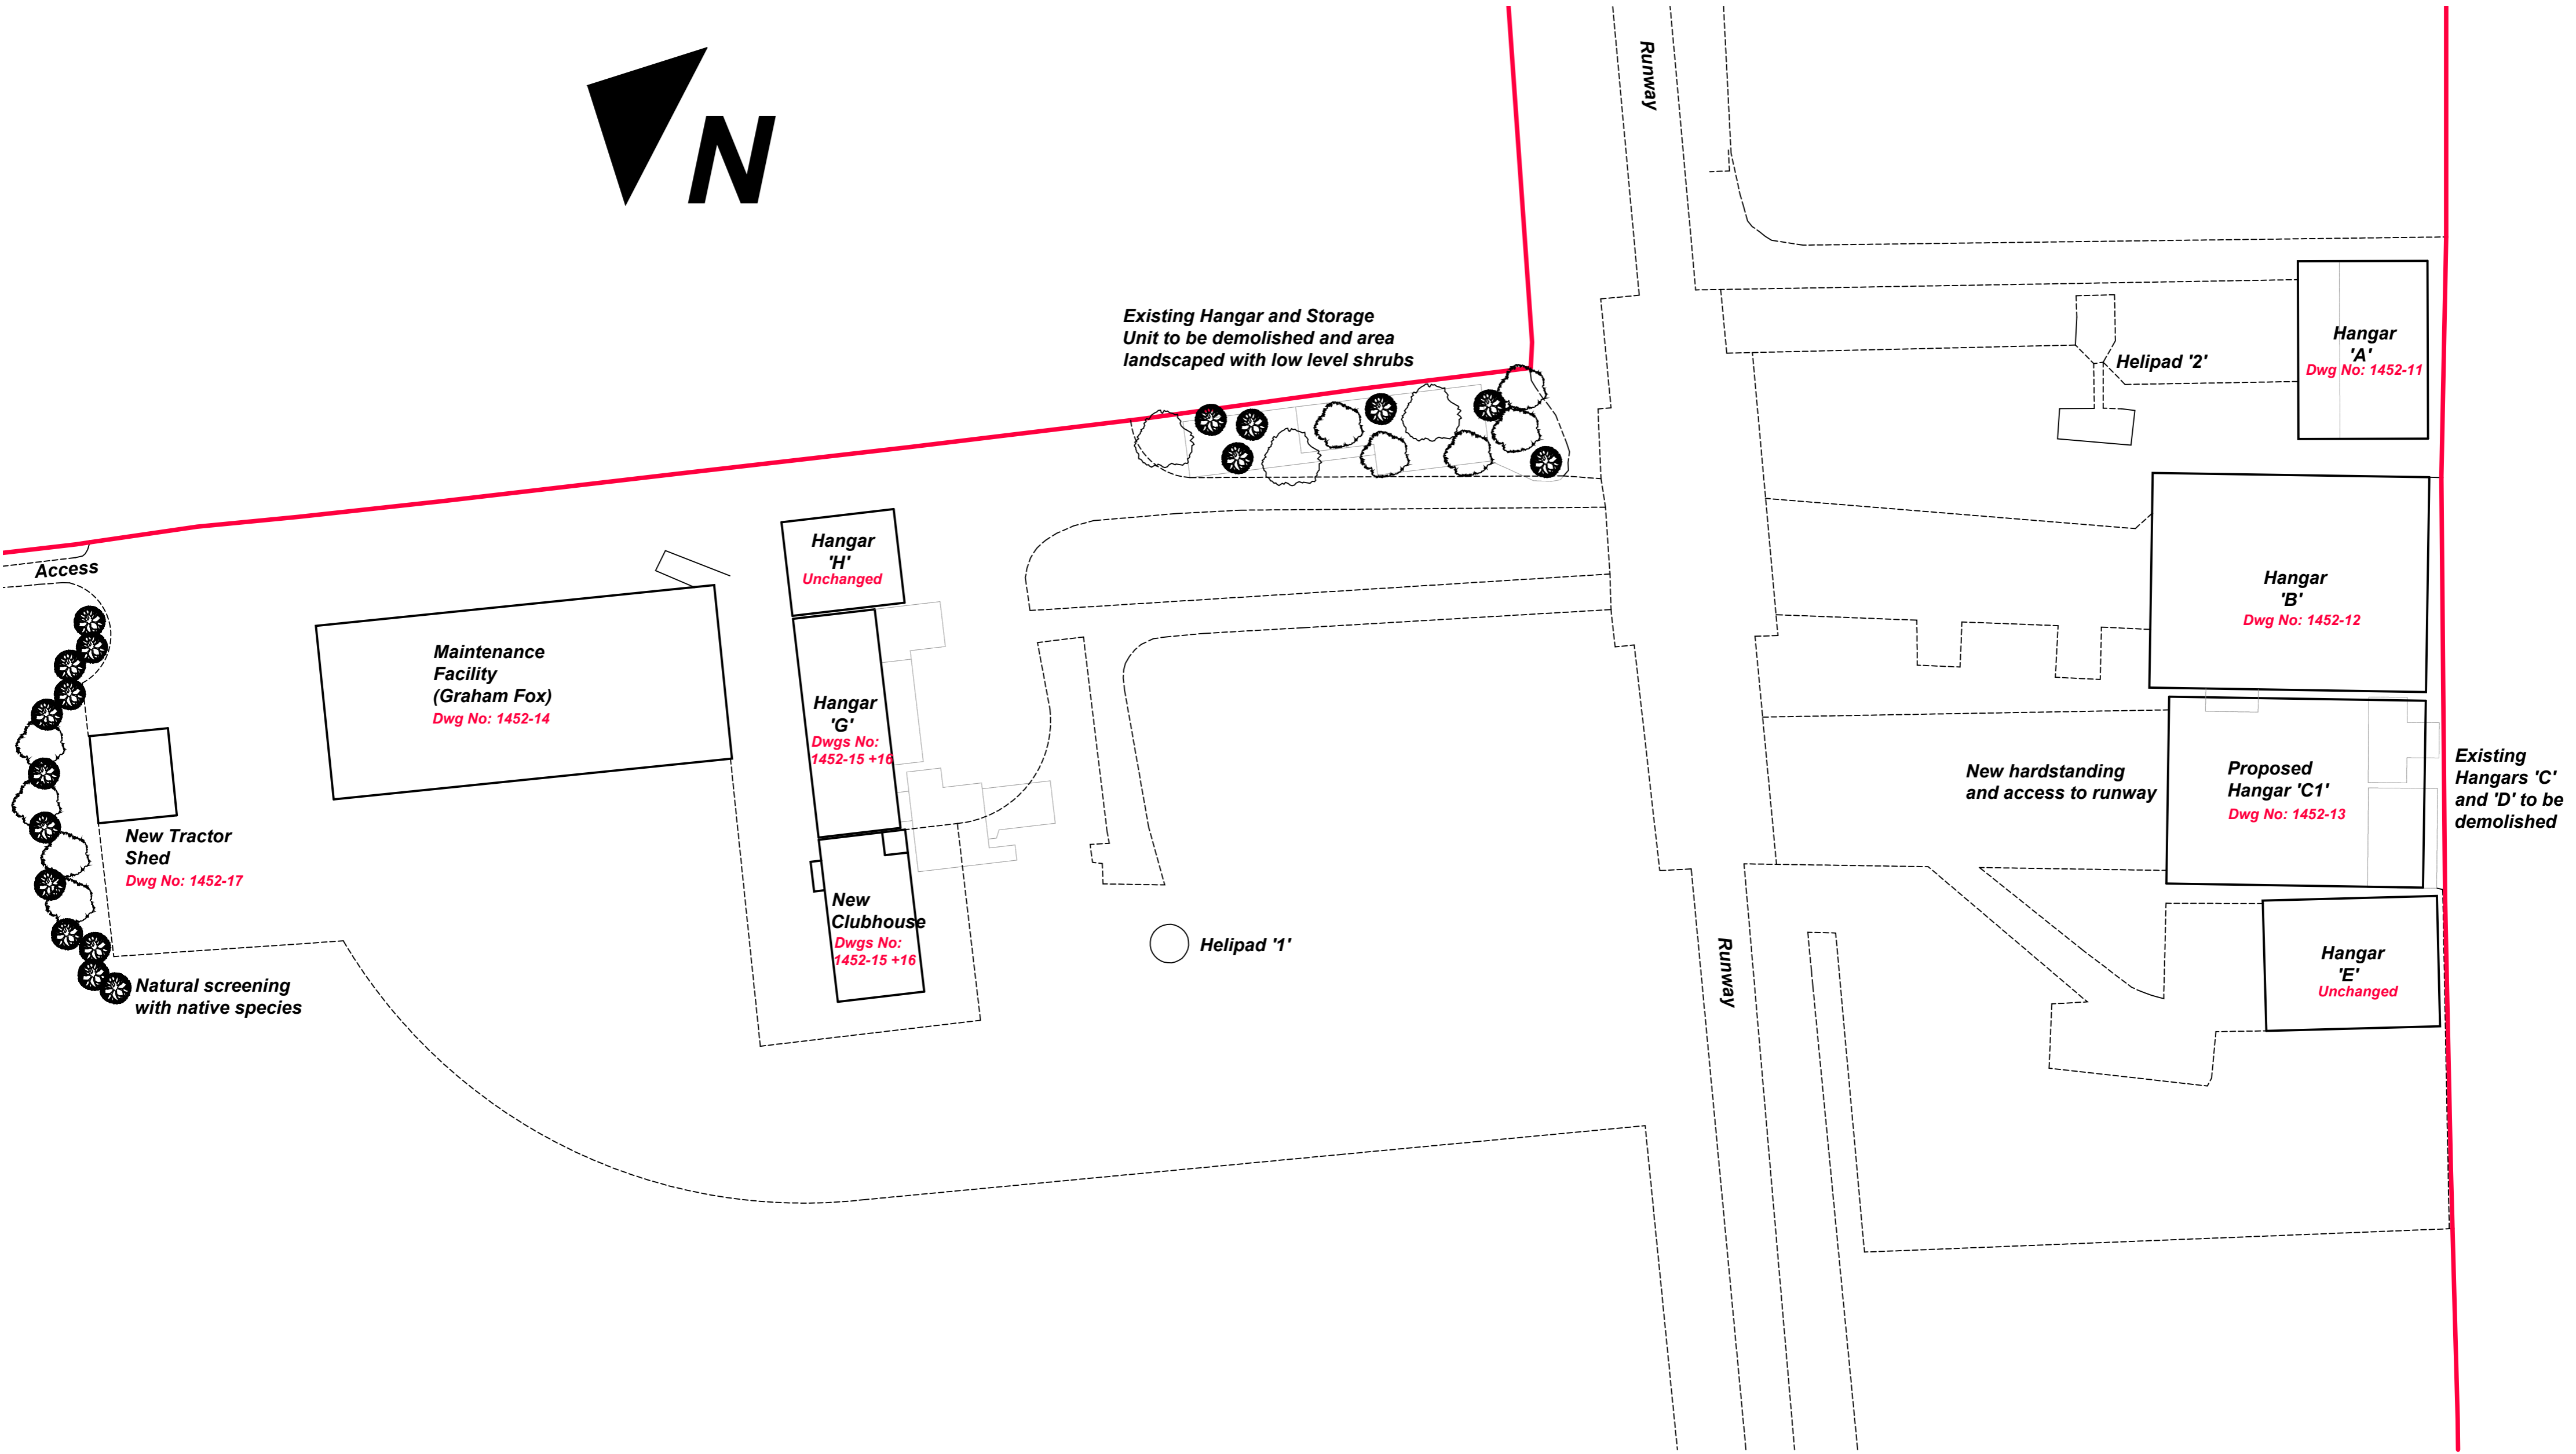 N
Runway
Existing Hangar and Storage
Unit to be demolished and area
landscaped with low level shrubs
Hangar
'A'
Dwg No: 1452-11
Helipad '2'
Access
Hangar
'H'
Unchanged
Hangar
'B'
Dwg No: 1452-12
Maintenance
Facility
(Graham Fox)
Dwg No: 1452-14
Hangar
'G'
Dwgs No:
1452-15 +16
New hardstanding
and access to runway
Proposed
Hangar 'C1'
Dwg No: 1452-13
Existing
Hangars 'C'
and 'D' to be
demolished
New Tractor
Shed
Dwg No: 1452-17
New
Clubhouse
Dwgs No:
1452-15 +16
Helipad '1'
Runway
Hangar
'E'
Unchanged
Natural screening
with native species